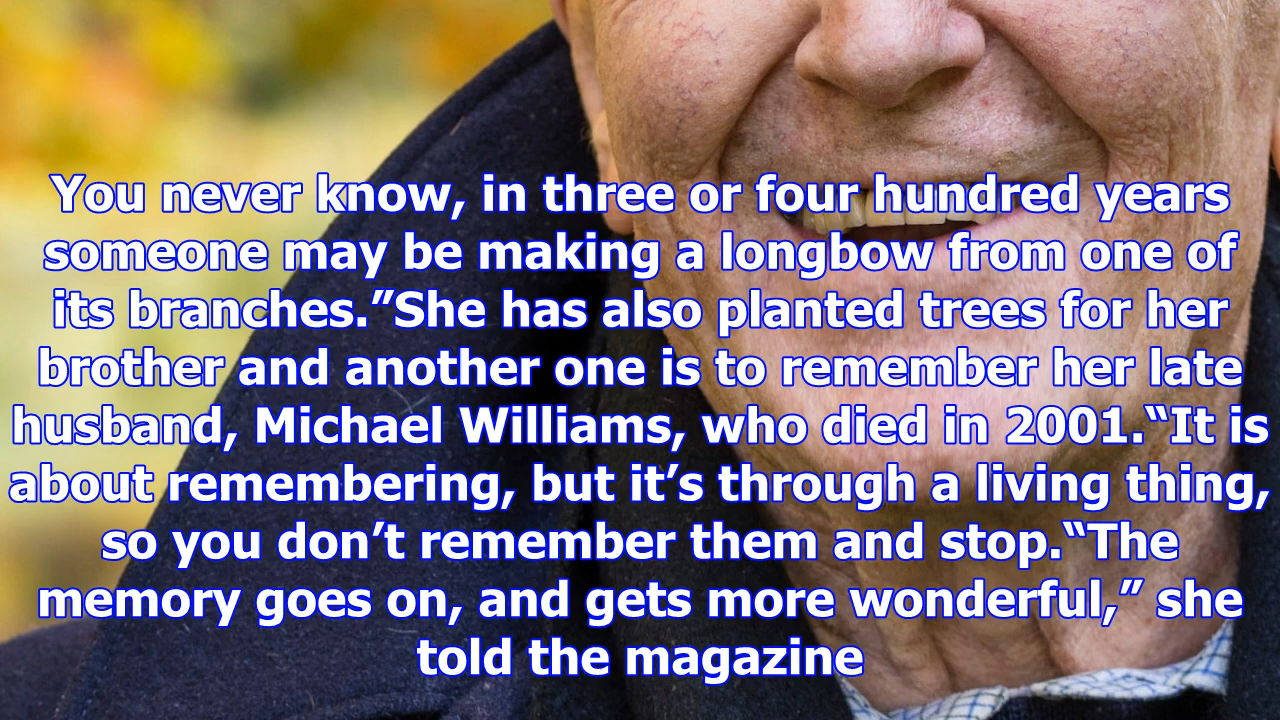 You never know, in three or four hundred years
someone may be making a longbow from one of
its branches.”She has also planted trees for her
brother and another one is to remember her late
husband, Michael Williams, who died in 2001.“It is
about remembering, but it’s through a living thing,
so you don’t remember them and stop.“The
memory goes on, and gets more wonderful,” she
told the magazine